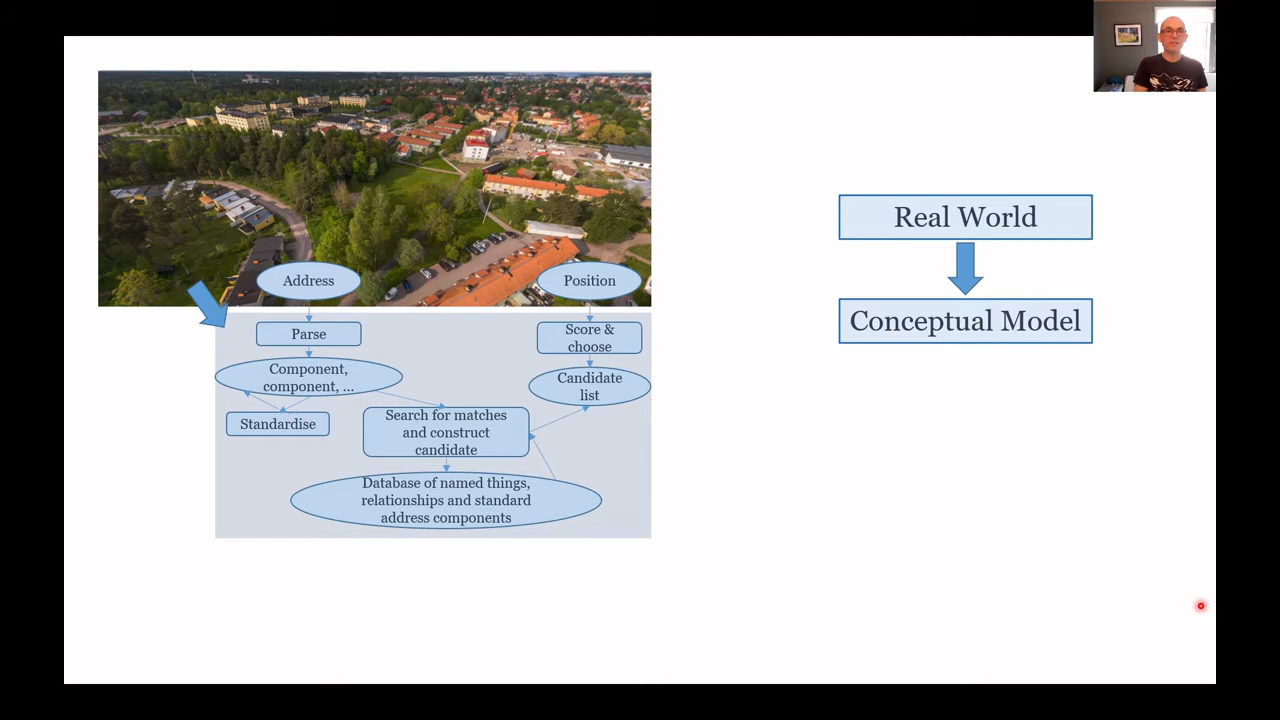 Address
Position
Parse
Score &
choose
Component,
component, ...
Candidate
list
Standardise
Search for matches
and construct
candidate
Database of named things,
relationships and standard
address components
Real World
Conceptual Model